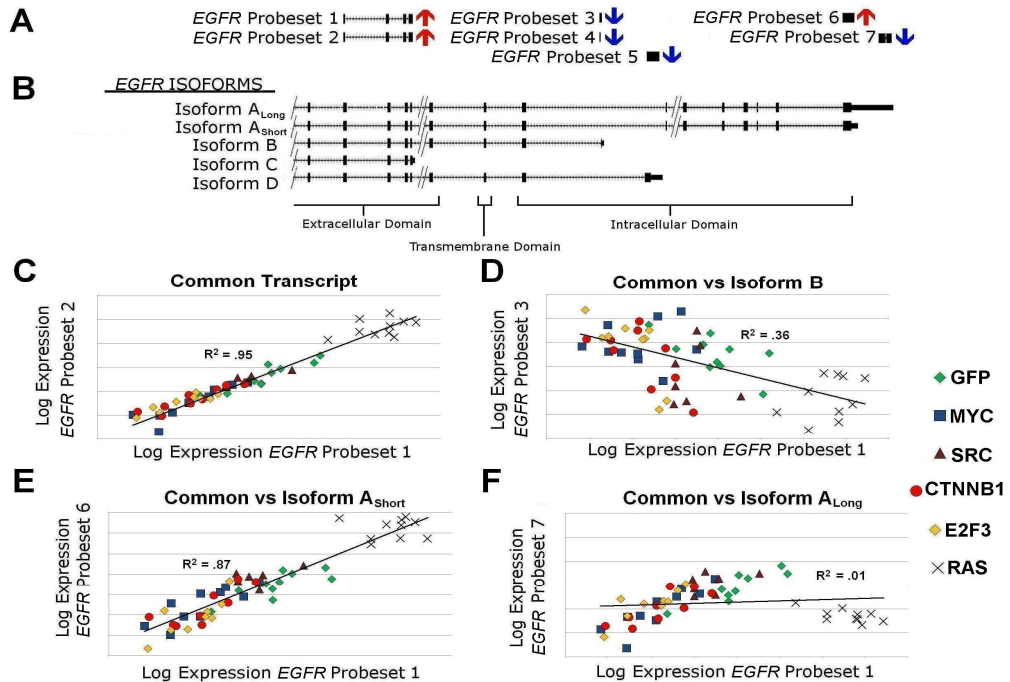 A
EGFR Probeset 1
EGFR Probeset 2
EGFR Probeset 3
EGFR Probeset 4
EGFR Probeset 5
EGFR Probeset 6
EGFR Probeset 7
B
EGFR ISOFORMS
Isoform ALong
Isoform AShort
Isoform B
Isoform C
Isoform D
Extracellular Domain
Transmembrane Domain
Intracellular Domain
C
Common Transcript
Log Expression
EGFR Probeset 2
R² = .95
Log Expression EGFR Probeset 1
D
Common vs Isoform B
Log Expression
EGFR Probeset 3
R² = .36
Log Expression EGFR Probeset 1
E
Common vs Isoform AShort
Log Expression
EGFR Probeset 6
R² = .87
Log Expression EGFR Probeset 1
F
Common vs Isoform ALong
Log Expression
EGFR Probeset 7
R² = .01
Log Expression EGFR Probeset 1
GFP
MYC
SRC
CTNNB1
E2F3
RAS